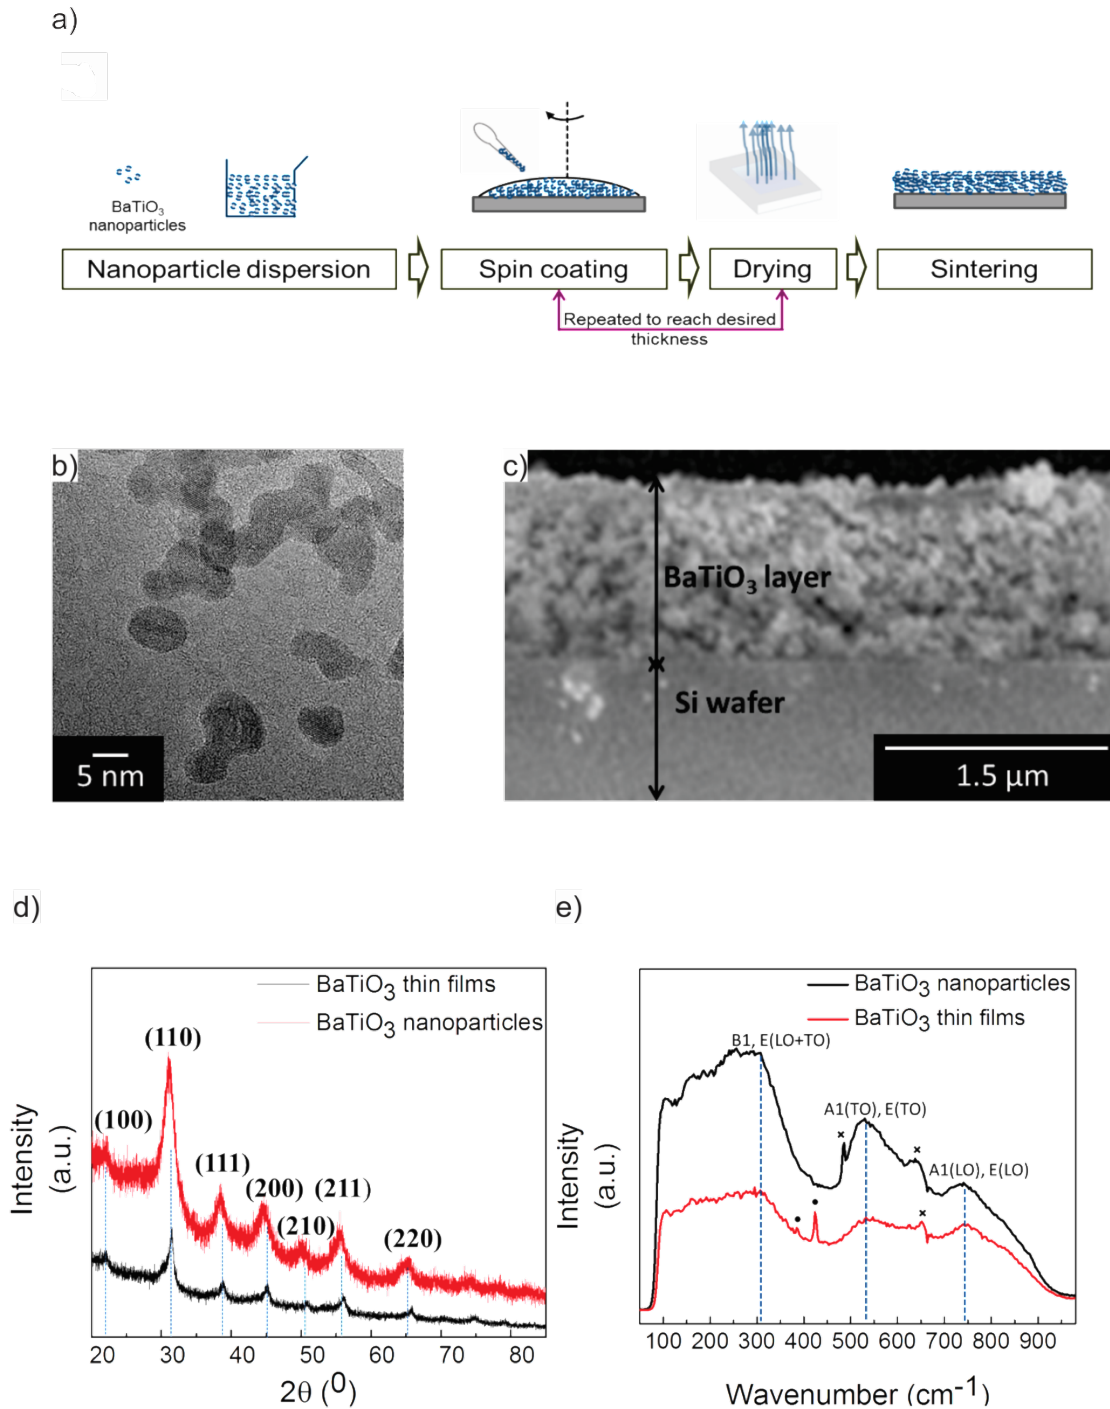 a)
BaTiO3
nanoparticles
Nanoparticle dispersion
Spin coating
Drying
Sintering
Repeated to reach desired
thickness
b)
5 nm
c)
BaTiO3 layer
Si wafer
1.5 μm
d)
BaTiO3 thin films
BaTiO3 nanoparticles
(100)
(110)
(111)
(200)
(210)
(211)
(220)
Intensity
(a.u.)
20 30 40 50 60 70 80
2θ (0)
e)
BaTiO3 nanoparticles
BaTiO3 thin films
B1, E(LO+TO)
A1(TO), E(TO)
A1(LO), E(LO)
Intensity
(a.u.)
100 200 300 400 500 600 700 800 900
Wavenumber (cm-1)